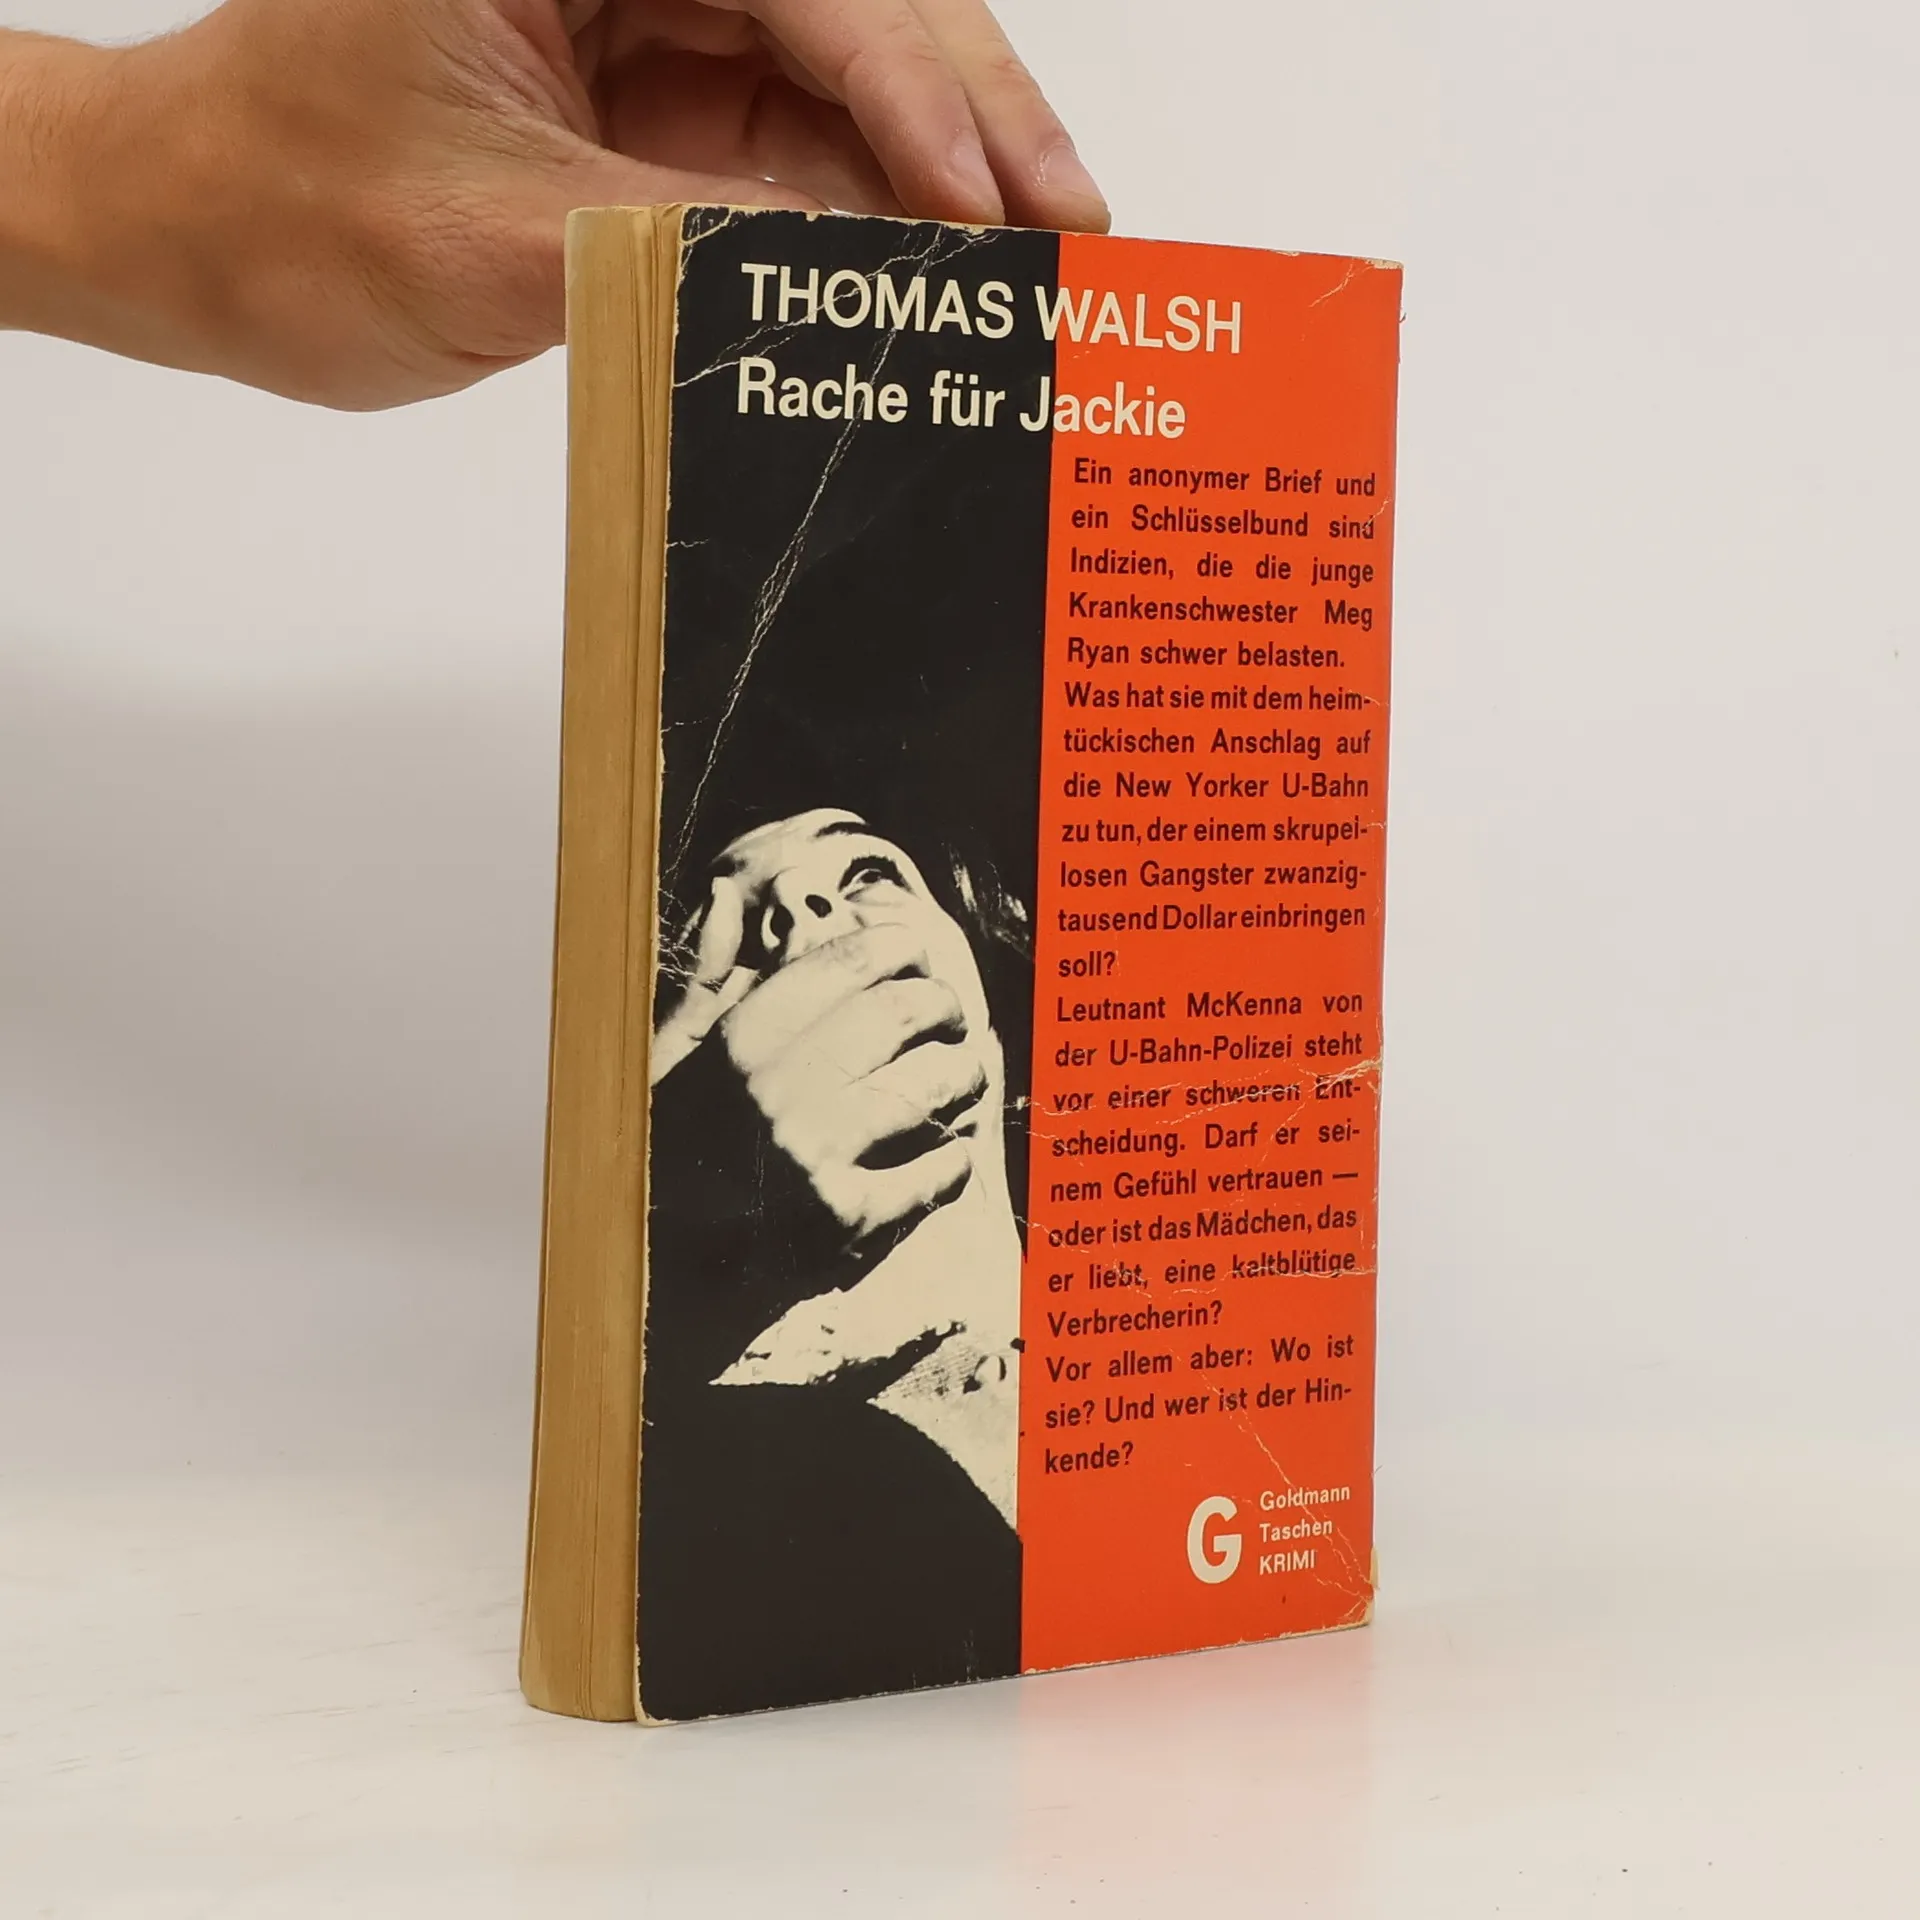 THOMAS WALSH
Rache für Jackie
Ein anonymer Brief und
ein Schlüsselbund sind
Indizien, die die junge
Krankenschwester Meg
Ryan schwer belasten.
Was hat sie mit dem heim-
tückischen Anschlag auf
die New Yorker U-Bahn
zu tun, der einem skrupel-
losen Gangster zwanzig-
tausend Dollar einbringen
soll?
Leutnant McKenna von
der U-Bahn-Polizei steht
vor einer schweren Ent-
scheidung. Darf er sei-
nem Gefühl vertrauen —
oder ist das Mädchen, das
er liebt, eine kaltblütige
Verbrecherin?
Vor allem aber: Wo ist
sie? Und wer ist der Hin-
kende?
G
Goldmann
Taschen
KRIMI